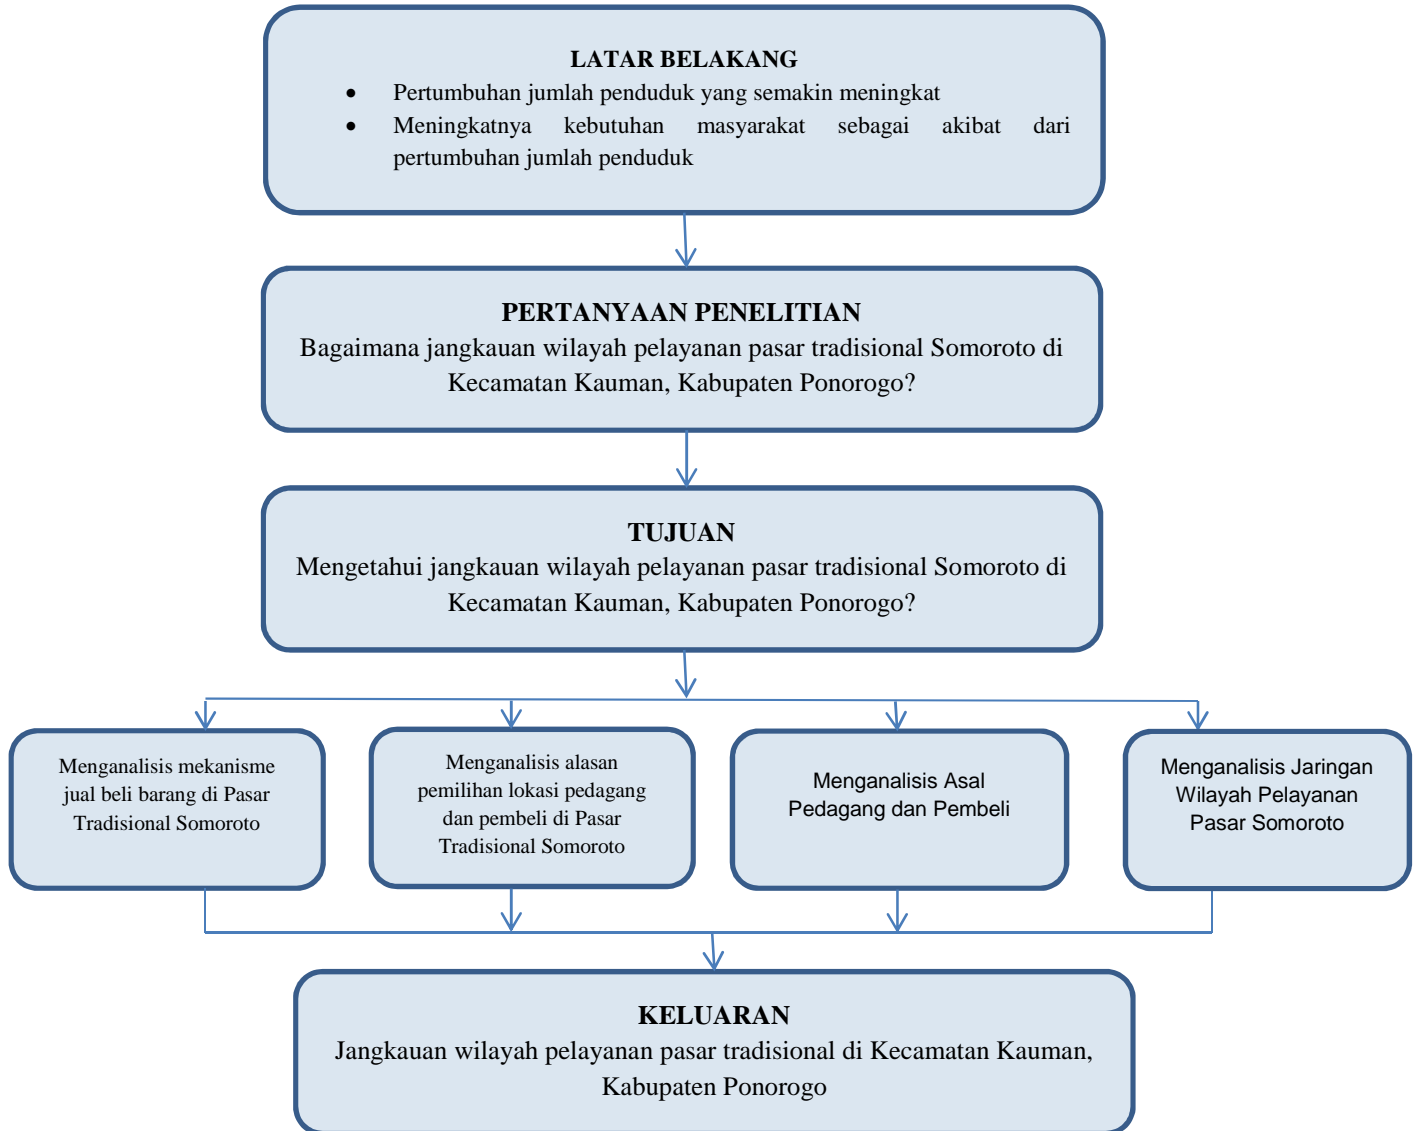 LATAR BELAKANG
• Pertumbuhan jumlah penduduk yang semakin meningkat
• Meningkatnya kebutuhan masyarakat sebagai akibat dari
pertumbuhan jumlah penduduk
PERTANYAAN PENELITIAN
Bagaimana jangkauan wilayah pelayanan pasar tradisional Somoroto di
Kecamatan Kauman, Kabupaten Ponorogo?
TUJUAN
Mengetahui jangkauan wilayah pelayanan pasar tradisional Somoroto di
Kecamatan Kauman, Kabupaten Ponorogo?
Menganalisis mekanisme
jual beli barang di Pasar
Tradisional Somoroto
Menganalisis alasan
pemilihan lokasi pedagang
dan pembeli di Pasar
Tradisional Somoroto
Menganalisis Asal
Pedagang dan Pembeli
Menganalisis Jaringan
Wilayah Pelayanan
Pasar Somoroto
KELUARAN
Jangkauan wilayah pelayanan pasar tradisional di Kecamatan Kauman,
Kabupaten Ponorogo